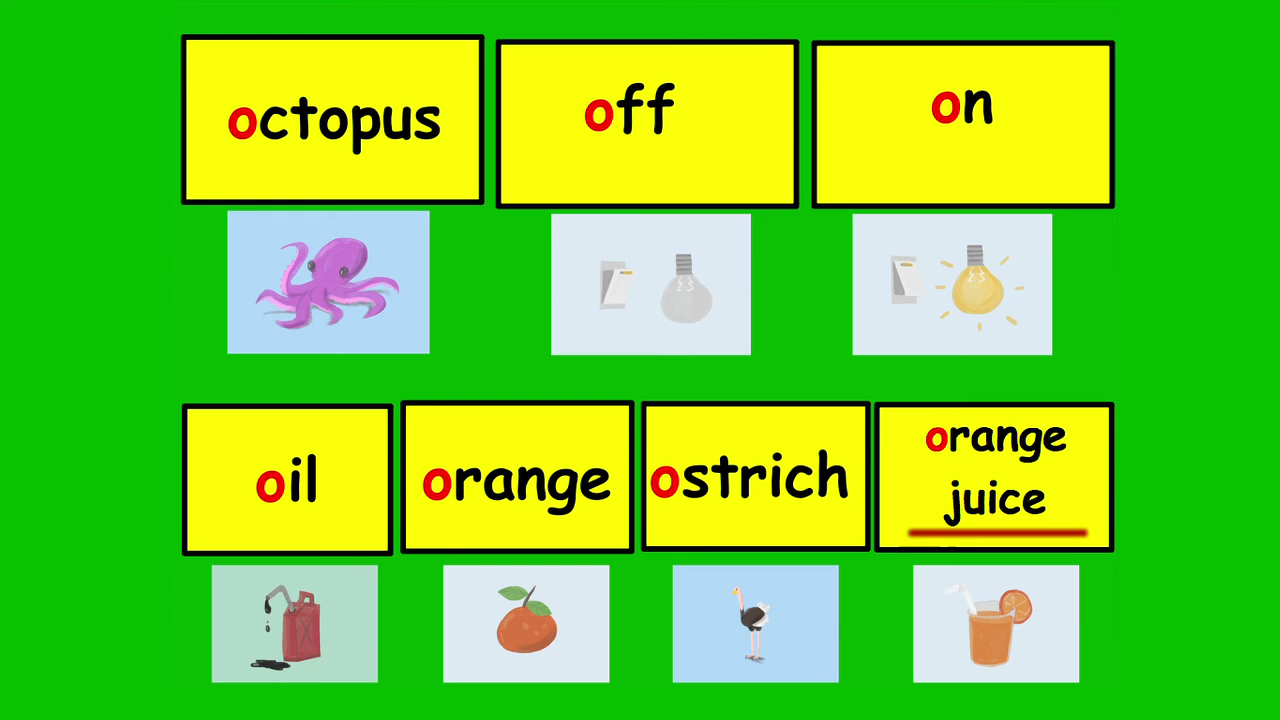 octopus
off
on
oil
orange
ostrich
orange
juice